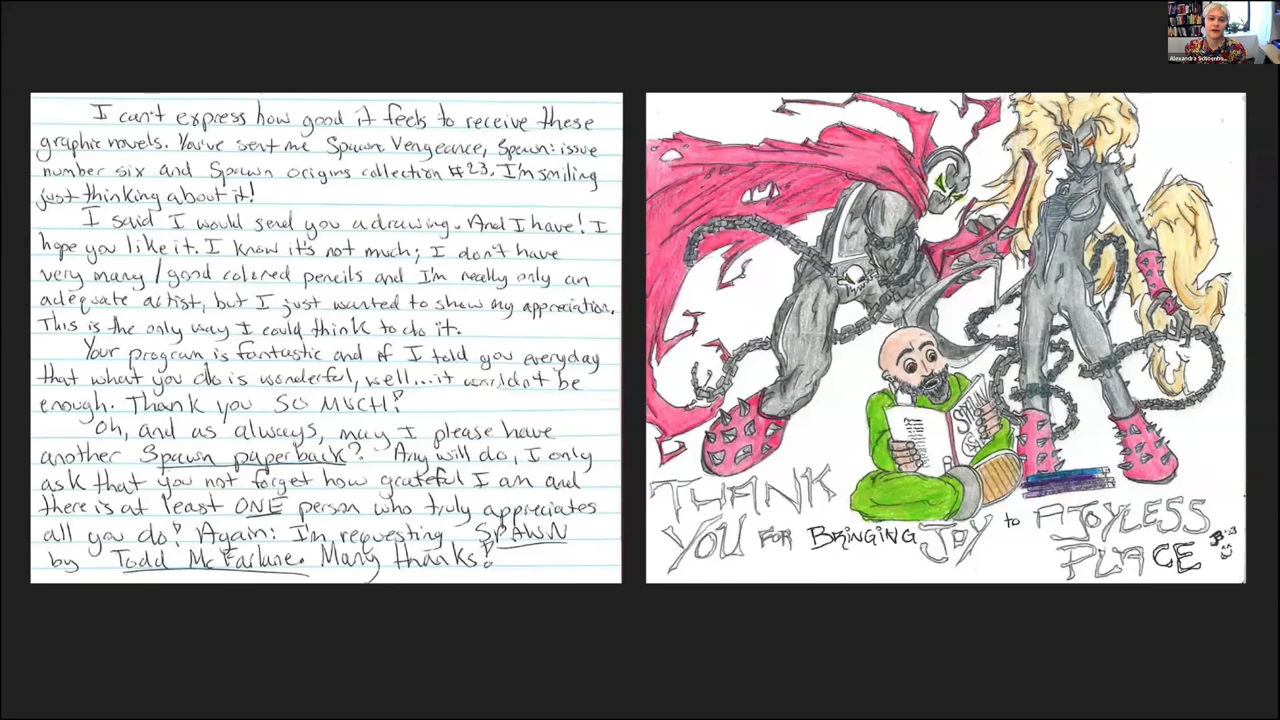 I can't express how good it feels to receive these
graphic novels. You've sent me Spawn: Vengeance, Spawn: issue
number six and Spawn origins collection #23. I'm smiling
just thinking about it!
I said I would send you a drawing. And I have! I
hope you like it. I know it's not much; I don't have
very many/good colored pencils and I'm really only an
adequate artist, but I just wanted to show my appreciation.
This is the only way I could think to do it.
Your program is fantastic and if I told you everyday
that what you do is wonderful, well...it wouldn't be
enough. Thank you SO MUCH!
Oh, and as always, may I please have
another Spawn paperback? Any will do, I only
ask that you not forget how grateful I am and
there is at least ONE person who truly appreciates
all you do! Again: I'm requesting SPAWN
by Todd McFarlane. Many thanks!
SPAWN
THANK
YOU FOR BRINGING JOY to A JOYLESS
PLACE
Alexandra